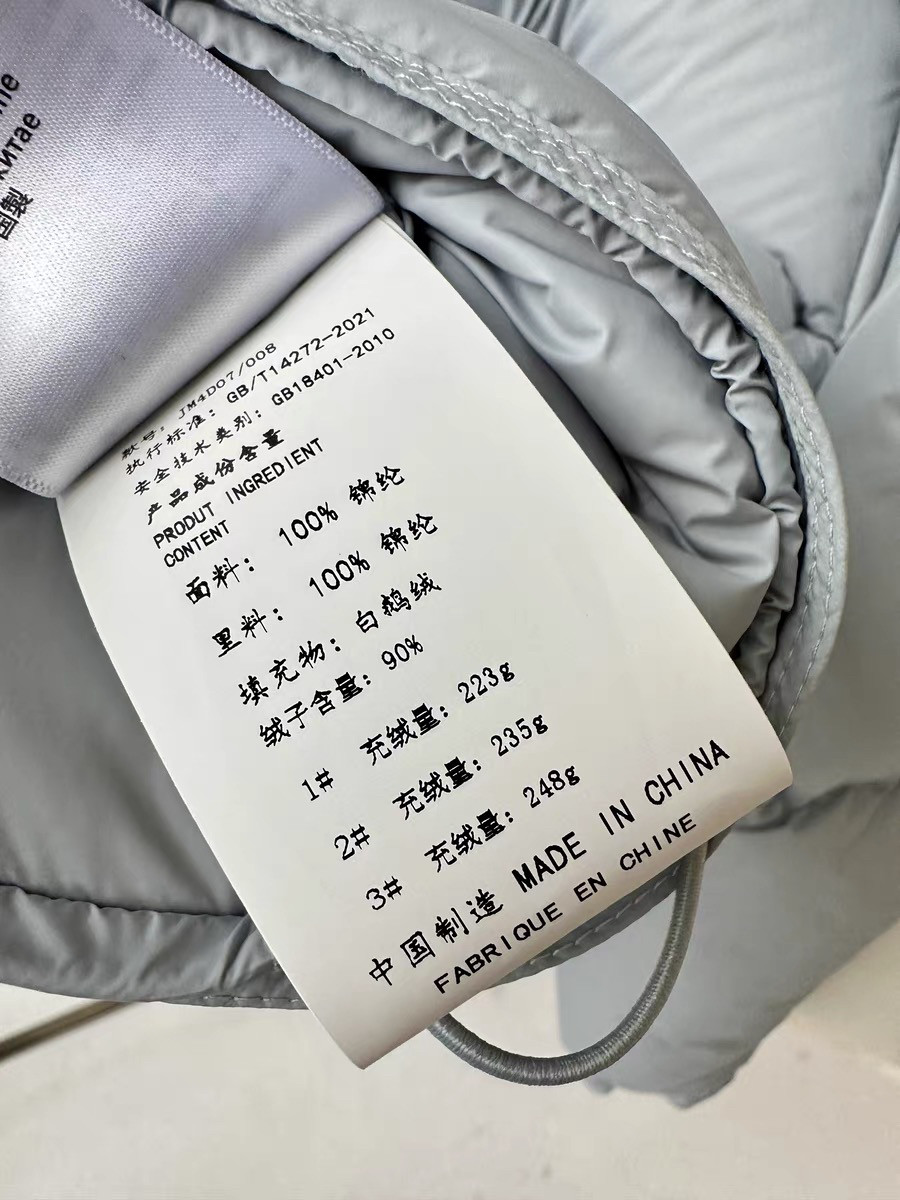 китае
国製
款号：JM4D07/008
执行标准：GB/T14272-2021
安全技术类别：GB18401-2010
产品成份含量
PRODUT INGREDIENT
CONTENT
面料：100% 锦纶
里料：100% 锦纶
填充物：白鹅绒
绒子含量：90%
1# 充绒量：223g
2# 充绒量：235g
3# 充绒量：248g
中国制造 MADE IN CHINA
FABRIQUE EN CHINE